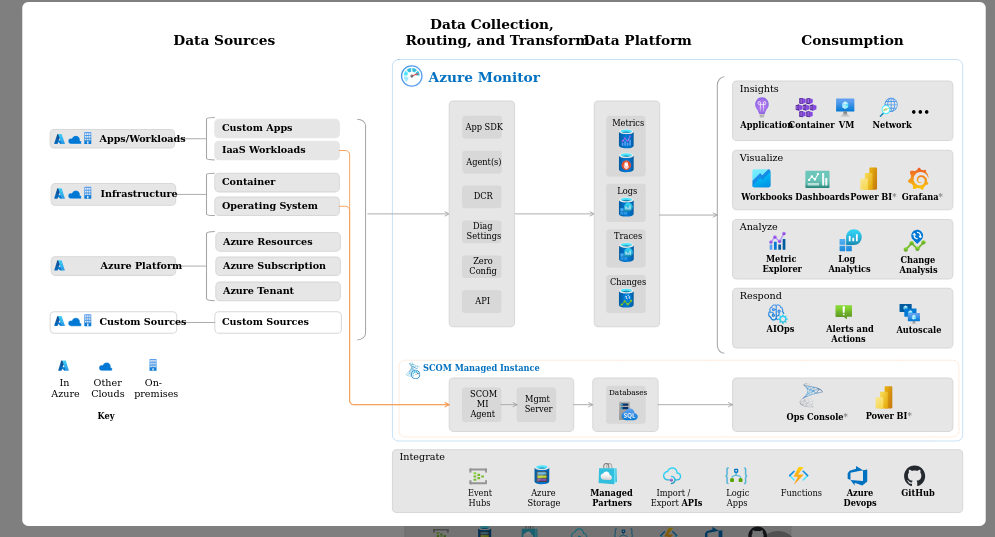 Data Sources
Data Collection,
Routing, and Transform
Data Platform
Consumption
Azure Monitor
Apps/Workloads
Custom Apps
IaaS Workloads
Infrastructure
Container
Operating System
Azure Platform
Azure Resources
Azure Subscription
Azure Tenant
Custom Sources
Custom Sources
In
Azure
Other
Clouds
On-
premises
Key
App SDK
Agent(s)
DCR
Diag
Settings
Zero
Config
API
Metrics
Logs
Traces
Changes
Insights
Application
Container
VM
Network
...
Visualize
Workbooks
Dashboards
Power BI*
Grafana*
Analyze
Metric
Explorer
Log
Analytics
Change
Analysis
Respond
AIOps
Alerts and
Actions
Autoscale
SCOM Managed Instance
SCOM
MI
Agent
Mgmt
Server
Databases
SQL
Ops Console*
Power BI*
Integrate
Event
Hubs
Azure
Storage
Managed
Partners
Import /
Export APIs
Logic
Apps
Functions
Azure
Devops
GitHub